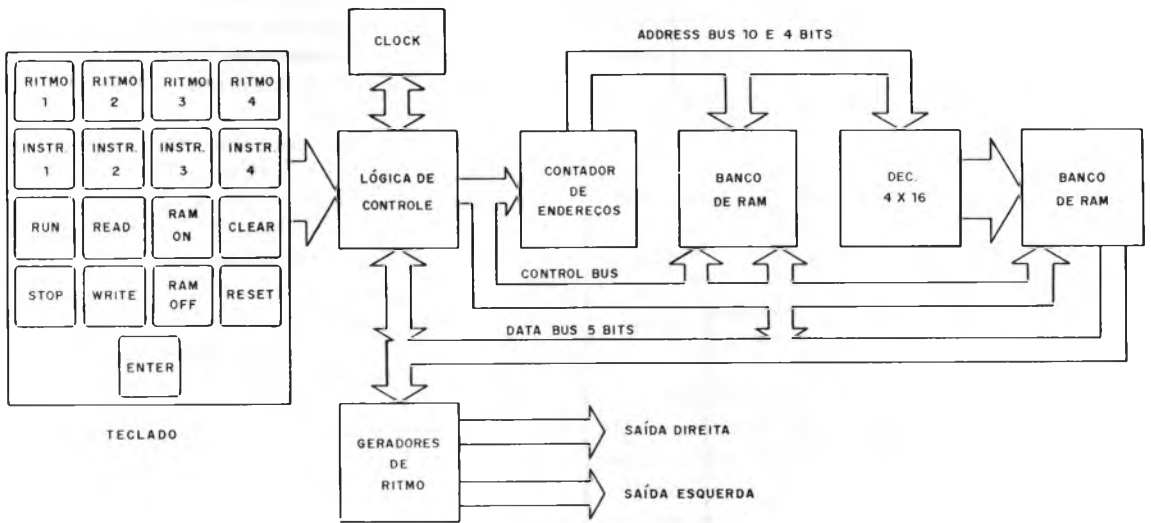 ADDRESS BUS 10 E 4 BITS
CLOCK
RITMO
1
RITMO
2
RITMO
3
RITMO
4
INSTR.
1
INSTR.
2
INSTR.
3
INSTR.
4
RUN
READ
RAM
ON
CLEAR
STOP
WRITE
RAM
OFF
RESET
ENTER
TECLADO
LÓGICA DE
CONTROLE
CONTADOR
DE
ENDEREÇOS
BANCO
DE RAM
DEC.
4 X 16
BANCO
DE RAM
CONTROL BUS
DATA BUS 5 BITS
GERADORES
DE
RITMO
SAÍDA DIREITA
SAÍDA ESQUERDA